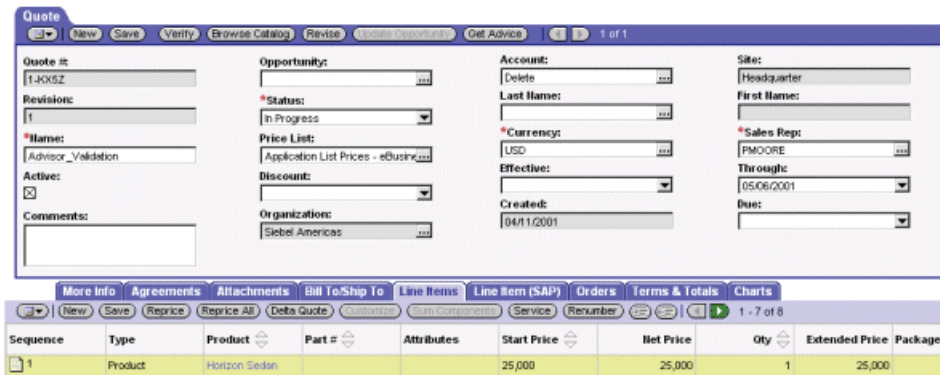 Quote
New Save Verify Browse Catalog Revise Update Opportunity Get Advice 1 of 1
Quote #: Opportunity: Account: Site:
1-KX5Z Delete Headquarter
Revision: *Status: Last Name: First Name:
1 In Progress
*Name: Price List: *Currency: *Sales Rep:
Advisor_Validation Application List Prices - eBusine USD PMOORE
Active: Discount: Effective: Through:
05/06/2001
Comments: Organization: Created: Due:
Siebel Americas 04/11/2001
More Info Agreements Attachments Bill To/Ship To Line Items Line Item (SAP) Orders Terms & Totals Charts
New Save Reprice Reprice All Delta Quote Customize Sum Components Service Renumber 1 - 7 of 8
Sequence Type Product Part # Attributes Start Price Net Price Qty Extended Price Package
1 Product Horizon Sedan 25,000 25,000 1 25,000